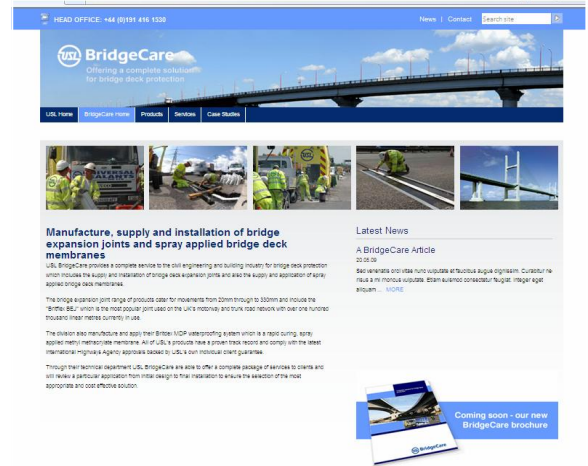 HEAD OFFICE: +44 (0)191 416 1530
News | Contact
Search site
USL BridgeCare
Offering a complete solution
for bridge deck protection
USL Home
BridgeCare Home
Products
Services
Case Studies
Manufacture, supply and installation of bridge
expansion joints and spray applied bridge deck
membranes
USL BridgeCare provides a complete service to the civil engineering and building industry for bridge deck protection
which includes the supply and installation of bridge deck expansion joints and also the supply and application of spray
applied bridge deck membranes.
The bridge expansion joint range of products cater for movements from 20mm through to 330mm and include the
"Britflex BEJ" which is the most popular joint used on the UK's motorway and trunk road network with over one hundred
thousand linear metres currently in use.
The division also manufacture and apply their Britdex MDP waterproofing system which is a rapid curing, spray
applied methyl methacrylate membrane. All of USL's products have a proven track record and comply with the latest
International Highways Agency approvals backed by USL's own individual client guarantee.
Through their technical department USL BridgeCare are able to offer a complete package of services to clients and
will review a particular application from initial design to final installation to ensure the selection of the most
appropriate and cost effective solution.
Latest News
A BridgeCare Article
20.05.09
Sed venenatis orci vitae nunc vulputate et faucibus augue dignissim. Curabitur ne
risus a mi rhoncus vulputate. Etiam euismod consectetur feugiat. Integer eget
aliquam ... MORE
Coming soon - our new
BridgeCare brochure
BridgeCare